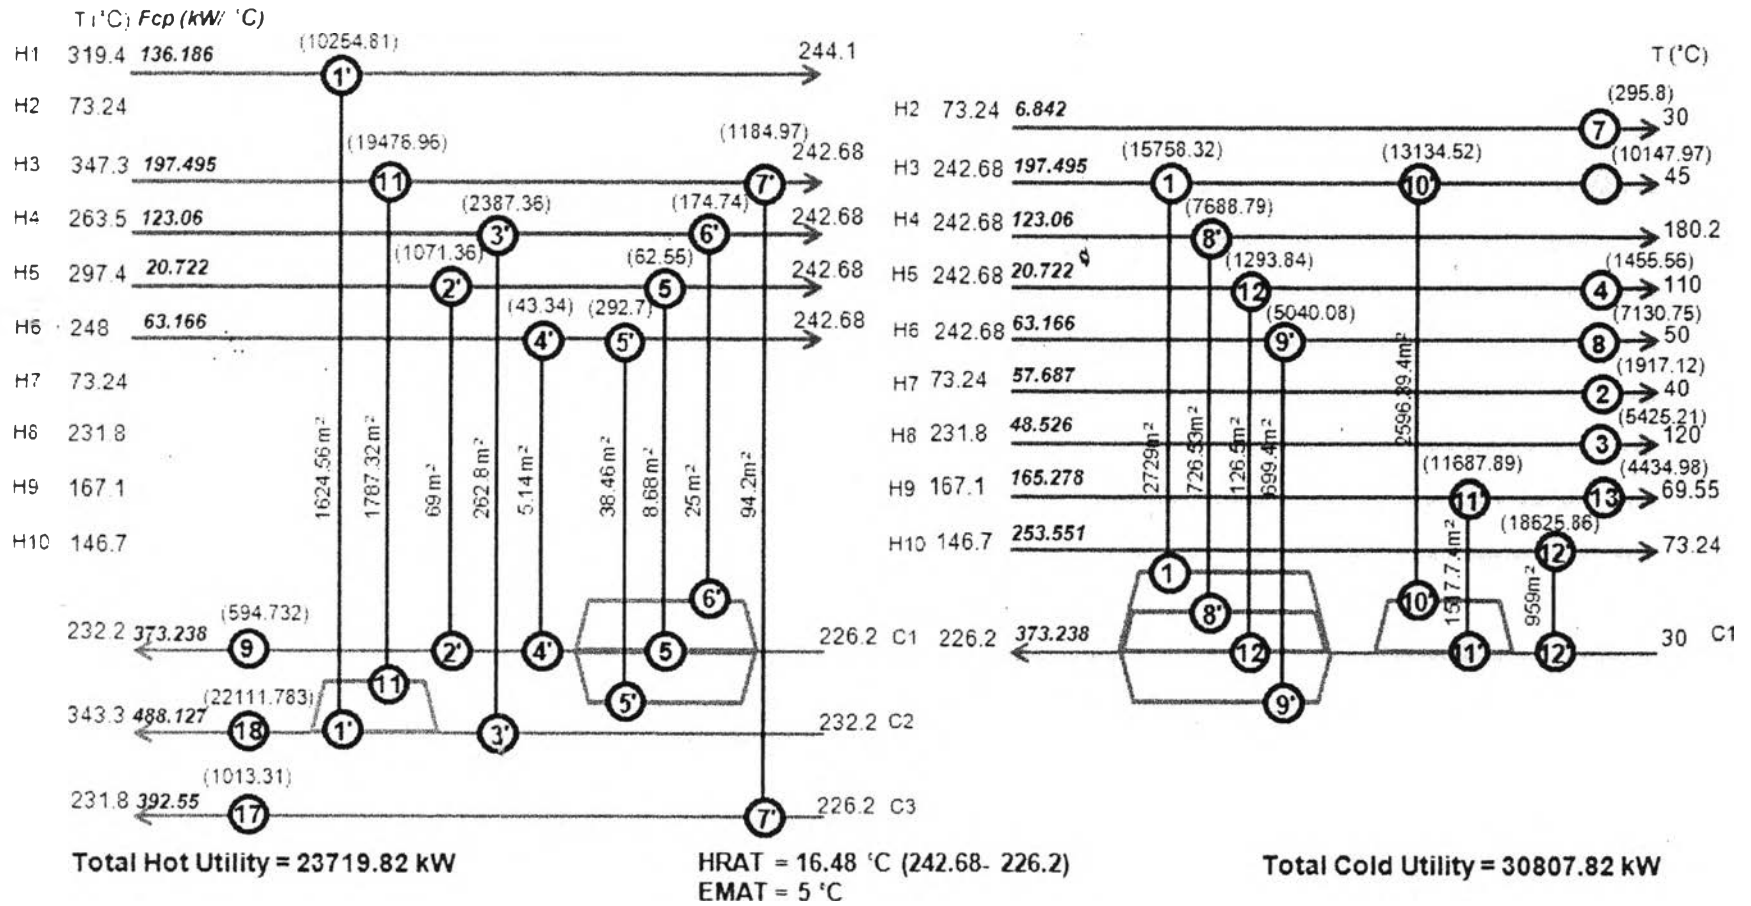 T (°C) Fcp (kW/ °C)
H1 319.4 136.186 (10254.81) 1' 244.1
H2 73.24
H3 347.3 197.495 (19476.96) 11 (1184.97) 7' 242.68
H4 263.5 123.06 (2387.36) 3' (174.74) 6' 242.68
H5 297.4 20.722 (1071.36) 2' (62.55) 5 242.68
H6 248 63.166 (43.34) 4' (292.7) 5' 242.68
H7 73.24
H8 231.8
H9 167.1
H10 146.7
1624.56 m²
1787.32 m²
69 m²
262.8 m²
5.14 m²
38.46 m²
8.68 m²
25 m²
94.2 m²
6'
232.2 373.238 (594.732) 9 2' 4' 5 226.2 C1
11 5'
343.3 488.127 (22111.783) 18 1' 3' 232.2 C2
231.8 392.55 (1013.31) 17 7' 226.2 C3
T (°C)
H2 73.24 6.842 (295.8) 7 30
H3 242.68 197.495 (15758.32) 1 (13134.52) 10' (10147.97) 45
H4 242.68 123.06 (7688.79) 8' 180.2
H5 242.68 20.722 (1293.84) 12 (1455.56) 4 110
H6 242.68 63.166 (5040.08) 9' (7130.75) 8 50
H7 73.24 57.687 (1917.12) 2 40
H8 231.8 48.526 (5425.21) 3 120
H9 167.1 165.278 (11687.89) 11' (4434.98) 13 69.55
H10 146.7 253.551 (18625.86) 12' 73.24
2729m²
726.53m²
126.5m²
699.4m²
2596.89.4m²
1517.7.4m²
959m²
1
8' 10'
226.2 373.238 12 11' 12' 30 C1
9'
Total Hot Utility = 23719.82 kW
HRAT = 16.48 °C (242.68- 226.2)
EMAT = 5 °C
Total Cold Utility = 30807.82 kW